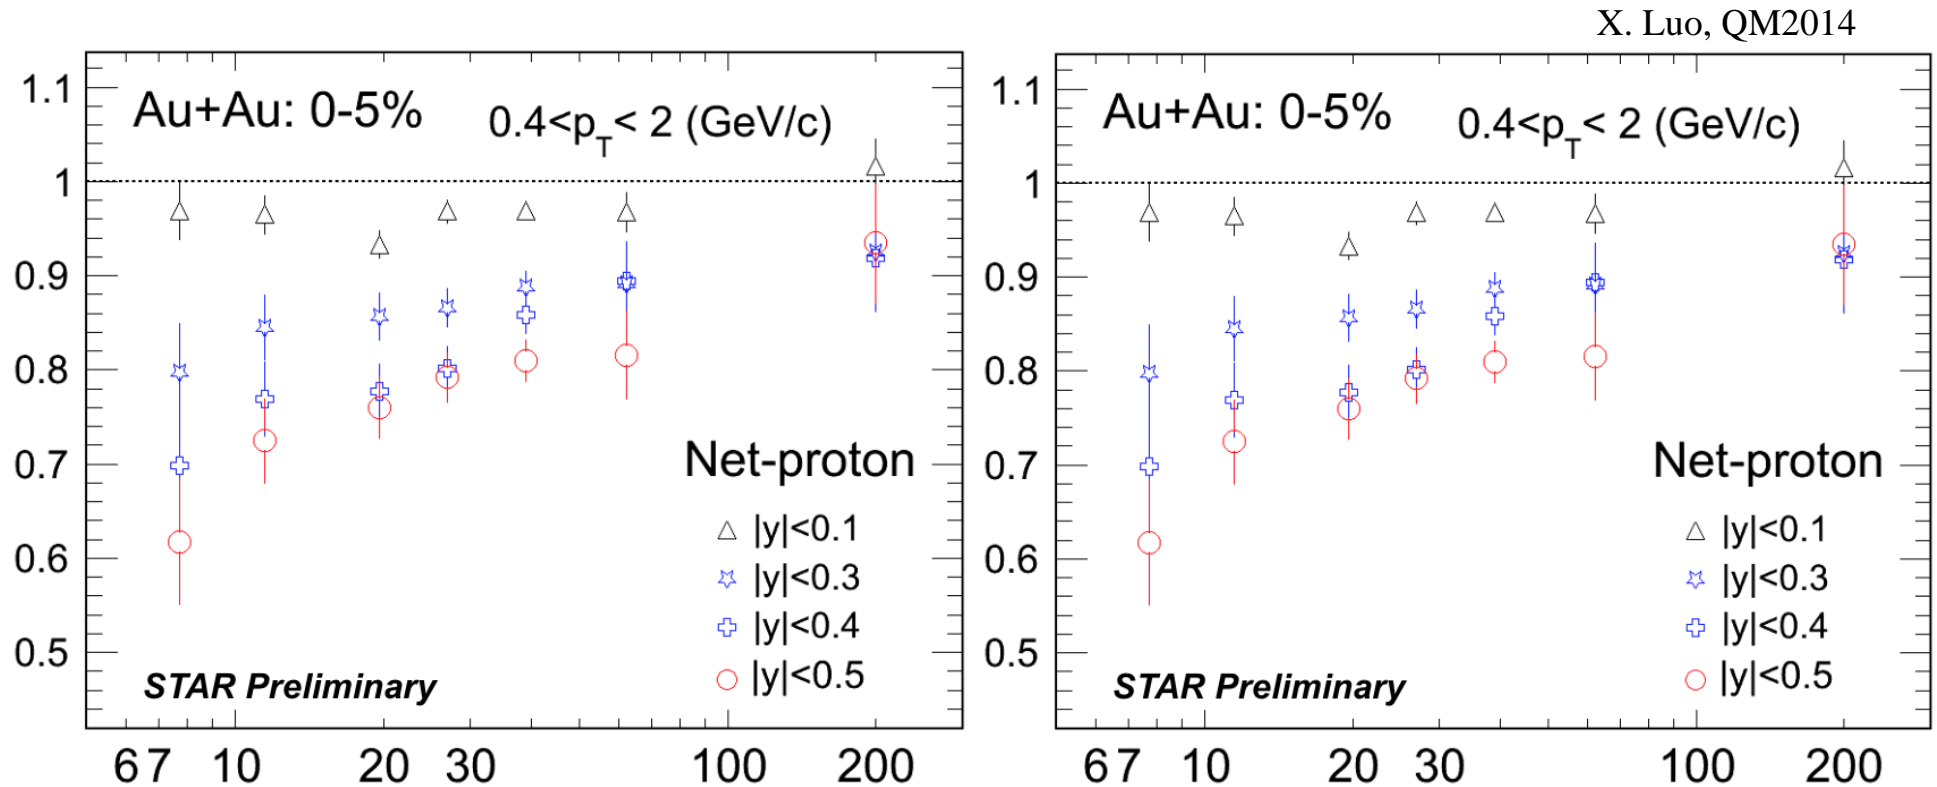 X. Luo, QM2014
Au+Au: 0-5%
0.4<pT< 2 (GeV/c)
1.1
1
0.9
0.8
0.7
0.6
0.5
Net-proton
|y|<0.1
|y|<0.3
|y|<0.4
|y|<0.5
STAR Preliminary
6 7 10 20 30 100 200
Au+Au: 0-5%
0.4<pT< 2 (GeV/c)
1.1
1
0.9
0.8
0.7
0.6
0.5
Net-proton
|y|<0.1
|y|<0.3
|y|<0.4
|y|<0.5
STAR Preliminary
6 7 10 20 30 100 200